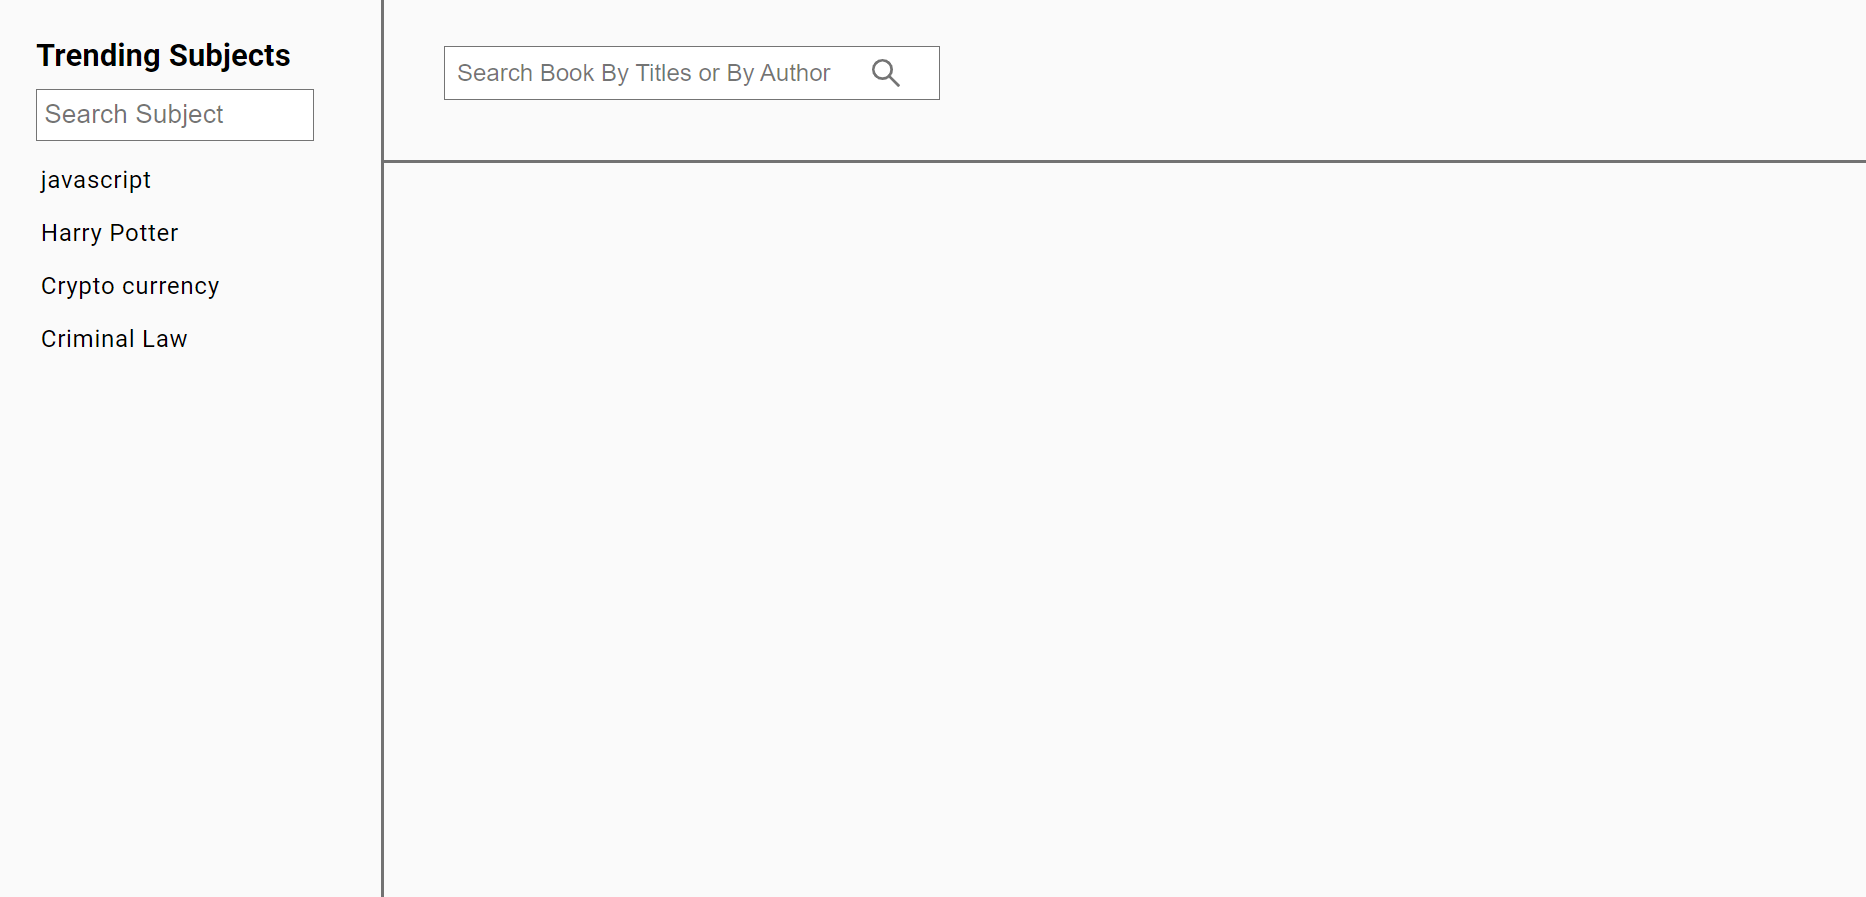 Trending Subjects
Search Subject
javascript
Harry Potter
Crypto currency
Criminal Law
Search Book By Titles or By Author